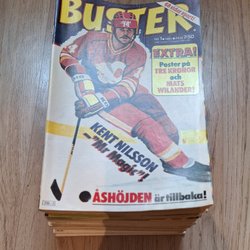 BUSTER
EXTRA!
Poster på
TRE KRONOR
och
MATS
WILANDER!
KENT NILSSON
"Mr. Magic"!
ÅSHÖJDEN är tillbaka!